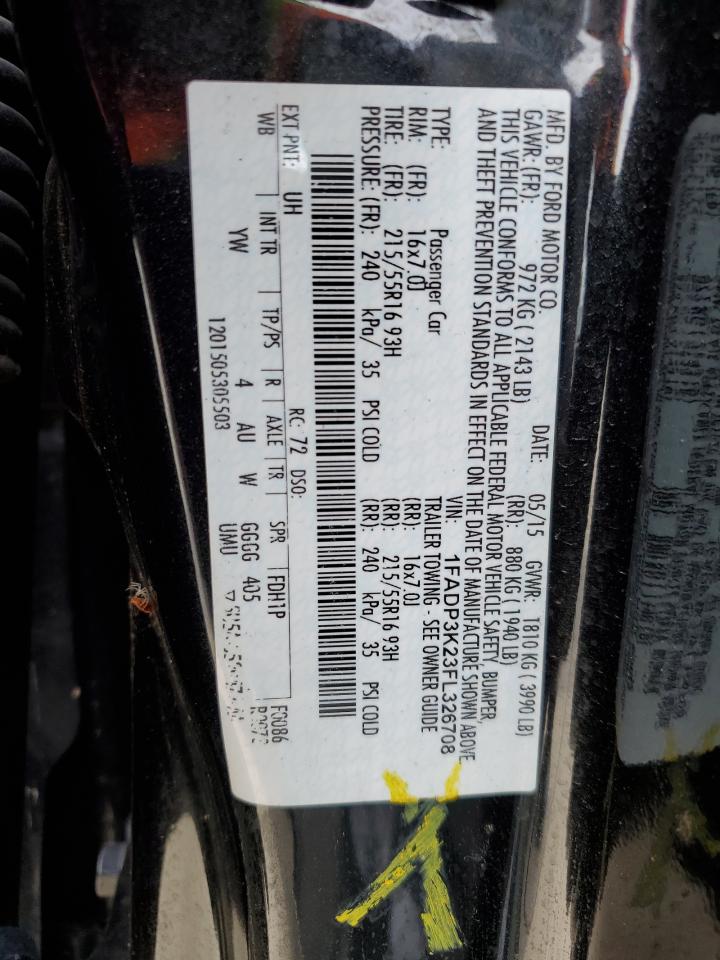 MFD. BY FORD MOTOR CO.
DATE: 05/15 GVWR: 1810 KG ( 3990 LB)
GAWR: (FR): 972 KG ( 2143 LB) (RR): 880 KG ( 1940 LB)
THIS VEHICLE CONFORMS TO ALL APPLICABLE FEDERAL MOTOR VEHICLE SAFETY, BUMPER,
AND THEFT PREVENTION STANDARDS IN EFFECT ON THE DATE OF MANUFACTURE SHOWN ABOVE
VIN: 1FADP3K23FL326708
TYPE: Passenger Car TRAILER TOWING - SEE OWNER GUIDE
RIM: (FR): 16x7.0J (RR): 16x7.0J
TIRE: (FR): 215/55R16 93H (RR): 215/55R16 93H
PRESSURE: (FR): 240 kPa/ 35 PSI COLD (RR): 240 kPa/ 35 PSI COLD
EXT PNT: UH RC: 72 DSO: FDH1P F0086
WB INT TR TP/PS R AXLE TR SPR
YW 4 AU W GGGG 405
UMU
1201505305503